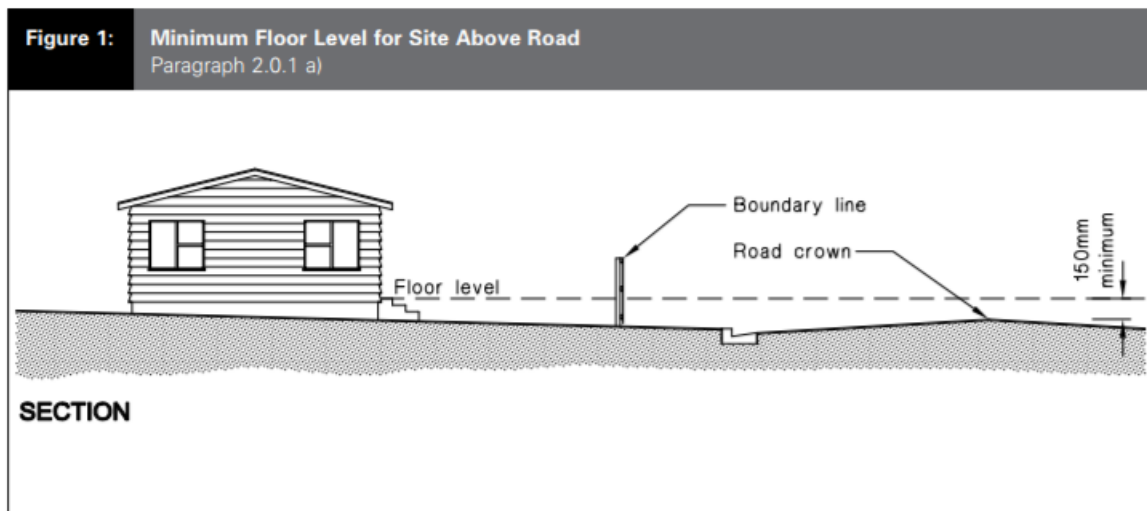 Figure 1:
Minimum Floor Level for Site Above Road
Paragraph 2.0.1 a)
Boundary line
Road crown
150mm
minimum
Floor level
SECTION